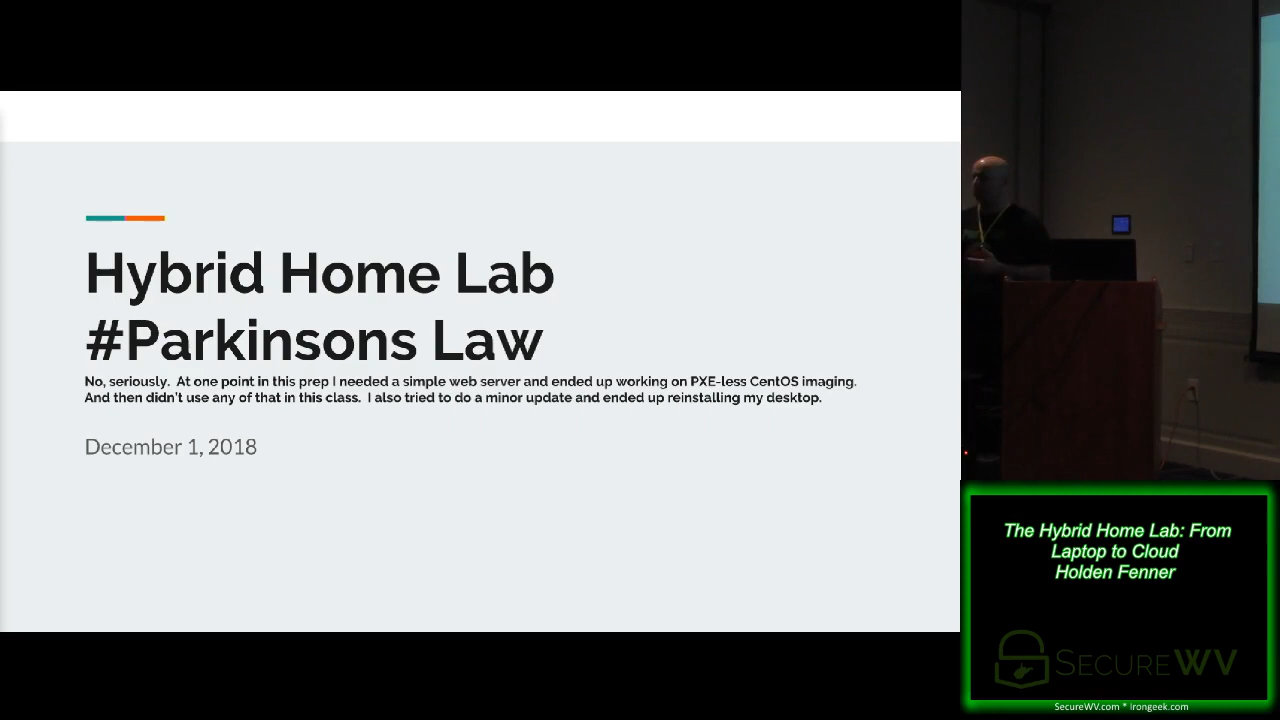 Hybrid Home Lab
#Parkinsons Law
No, seriously.  At one point in this prep I needed a simple web server and ended up working on PXE-less CentOS imaging.
And then didn't use any of that in this class.  I also tried to do a minor update and ended up reinstalling my desktop.
December 1, 2018
The Hybrid Home Lab: From
Laptop to Cloud
Holden Fenner
SECUREWV
SecureWV.com * Irongeek.com